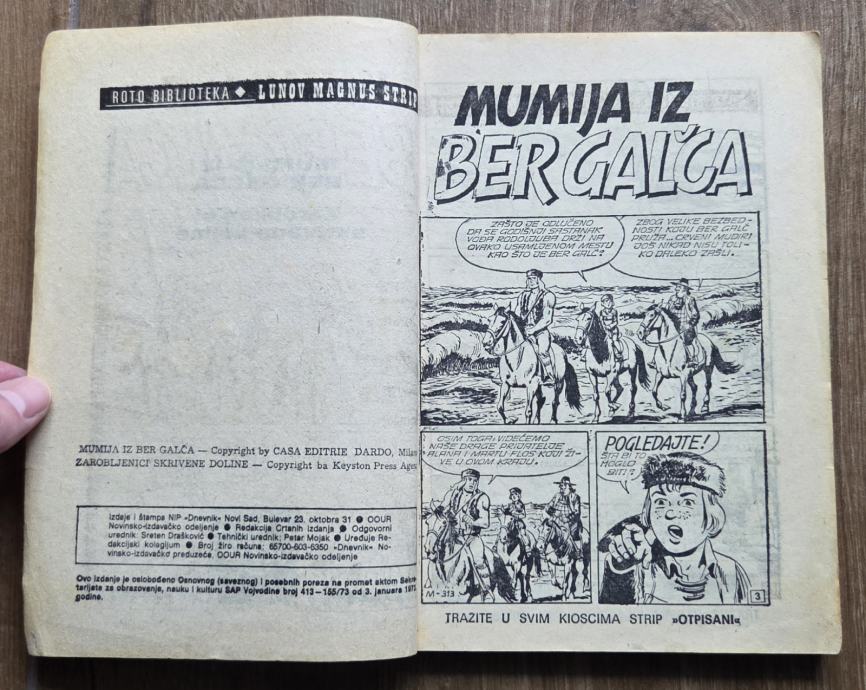 ROTO BIBLIOTEKA ◆ LUNOV MAGNUS STRIP
MUMIJA IZ BER GALČA — Copyright by CASA EDITRIE DARDO, Milan
ZAROBLJENICI SKRIVENE DOLINE — Copyright ba Keyston Press Agen
Izdaje i štampa NIP »Dnevnik« Novi Sad, Bulevar 23. oktobra 31 ● OOUR
Novinsko-izdavačko odeljenje ● Redakcija Crtanih izdanja ● Odgovorni
urednik: Sreten Drašković ● Tehnički urednik: Petar Mojak ● Uređuje Re-
dakcijski kolegijum ● Broj žiro računa: 65700-603-6350 »Dnevnik« No-
vinsko-izdavačko preduzeće, OOUR Novinsko-izdavačko odeljenje
Ovo izdanje je oslobođeno Osnovnog (saveznog) i posebnih poreza na promet aktom Sekre-
tarijata za obrazovanje, nauku i kulturu SAP Vojvodine broj 413—155/73 od 3. januara 197
godine.
MUMIJA IZ
BER GALČA
ZAŠTO JE ODLUČENO
DA SE GODIŠNJI SASTANAK
VOĐA RODOLJUBA DRŽI NA
OVAKO USAMLJENOM MESTU
KAO ŠTO JE BER GALČ?
ZBOG VELIKE BEZBED-
NOSTI KOJU BER GALČ
PRUŽA... CRVENI MUNDIRI
JOŠ NIKAD NISU TOLI-
KO DALEKO ZAŠLI.
OSIM TOGA, VIDEĆEMO
NAŠE DRAGE PRIJATELJE
ALANA I MARTU FLOS KOJI ŽI-
VE U OVOM KRAJU.
M-313
POGLEDAJTE!
ŠTA BI TO
MOGLO
BITI?
3
TRAŽITE U SVIM KIOSCIMA STRIP »OTPISANI«